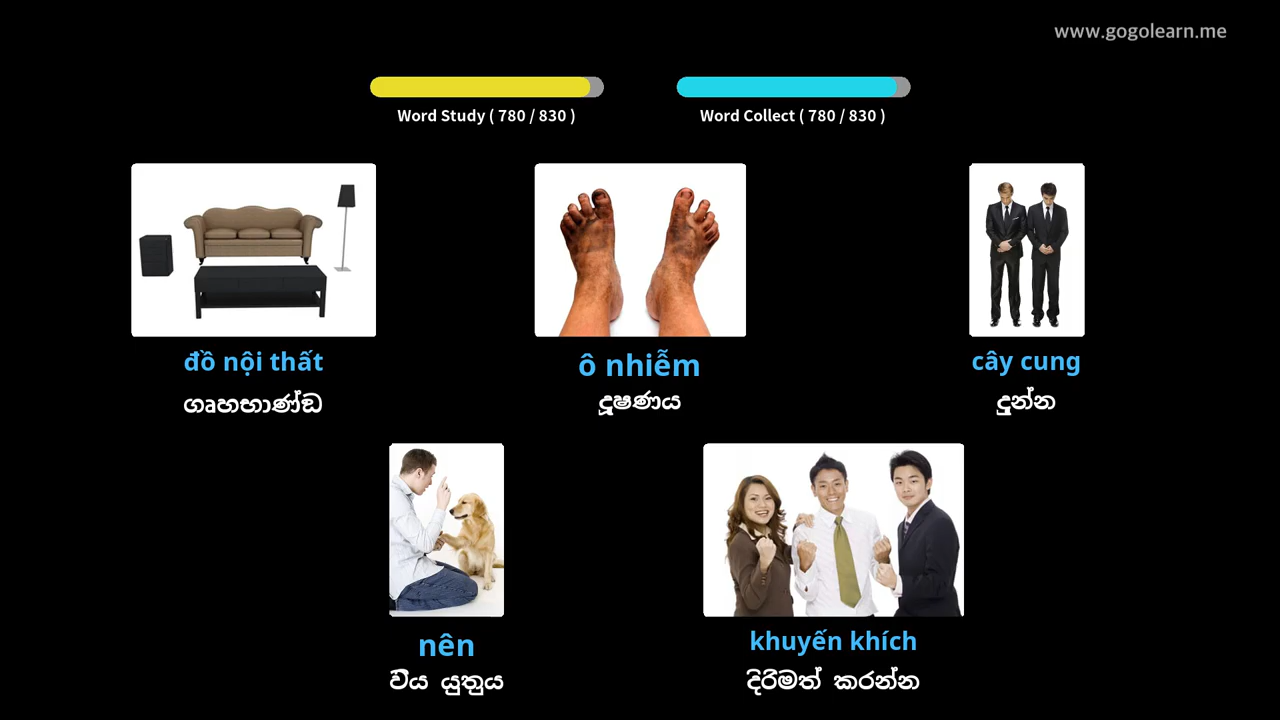 www.gogolearn.me
Word Study ( 780 / 830 )
Word Collect ( 780 / 830 )
đồ nội thất
ගෘහභාණ්ඩ
ô nhiễm
දූෂණය
cây cung
දුන්න
nên
විය යුතුය
khuyến khích
දිරිමත් කරන්න